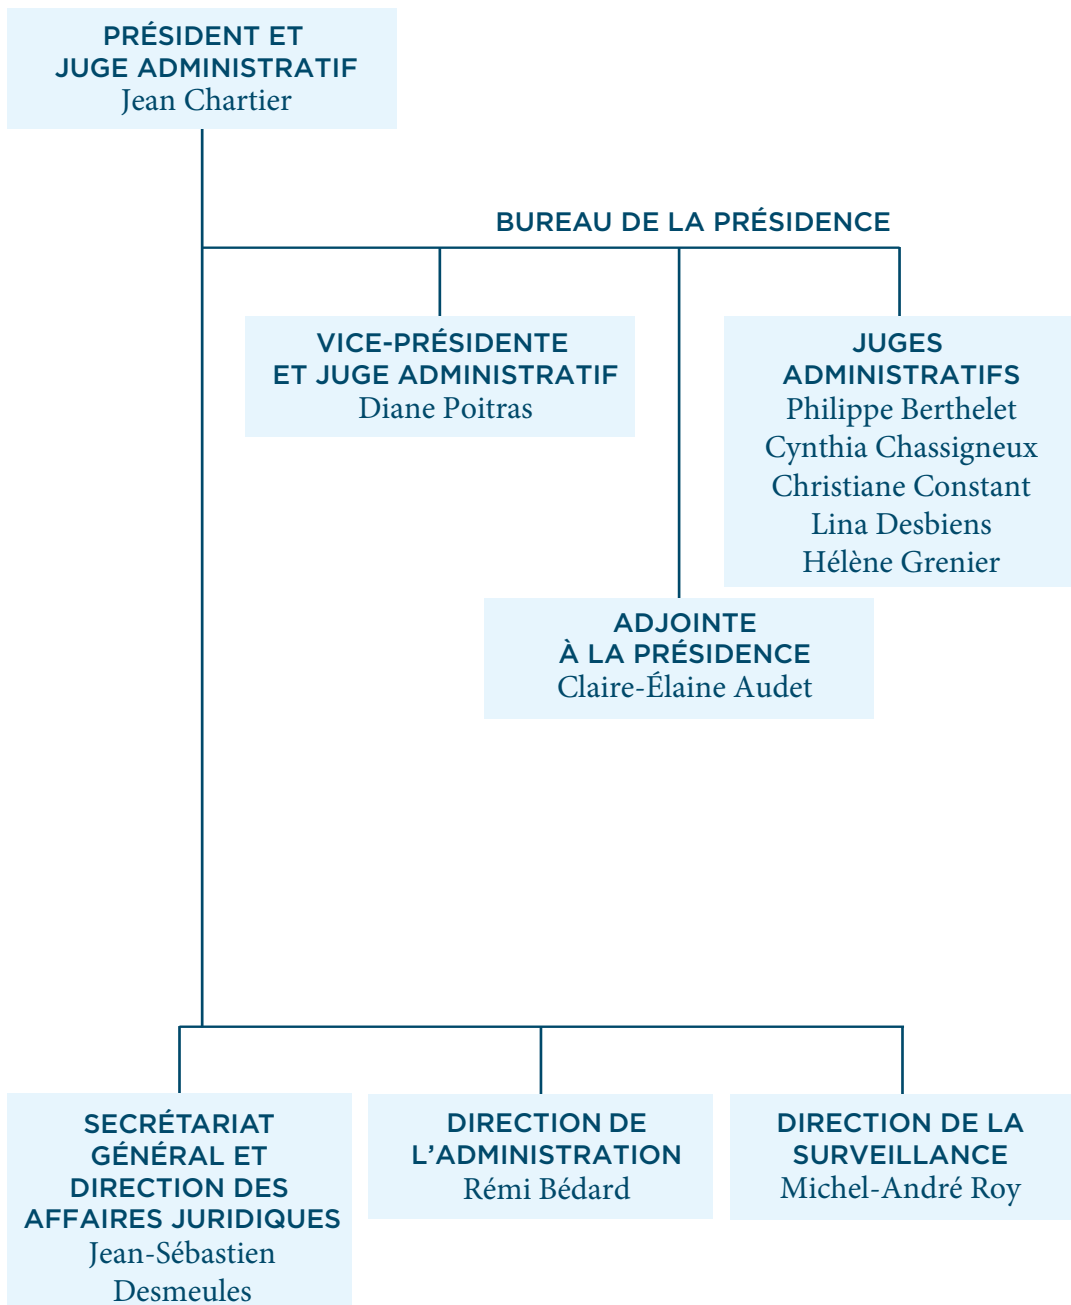 PRÉSIDENT ET
JUGE ADMINISTRATIF
Jean Chartier
BUREAU DE LA PRÉSIDENCE
VICE-PRÉSIDENTE
ET JUGE ADMINISTRATIF
Diane Poitras
JUGES
ADMINISTRATIFS
Philippe Berthelet
Cynthia Chassigneux
Christiane Constant
Lina Desbiens
Hélène Grenier
ADJOINTE
À LA PRÉSIDENCE
Claire-Élaine Audet
SECRÉTARIAT
GÉNÉRAL ET
DIRECTION DES
AFFAIRES JURIDIQUES
Jean-Sébastien
Desmeules
DIRECTION DE
L’ADMINISTRATION
Rémi Bédard
DIRECTION DE LA
SURVEILLANCE
Michel-André Roy